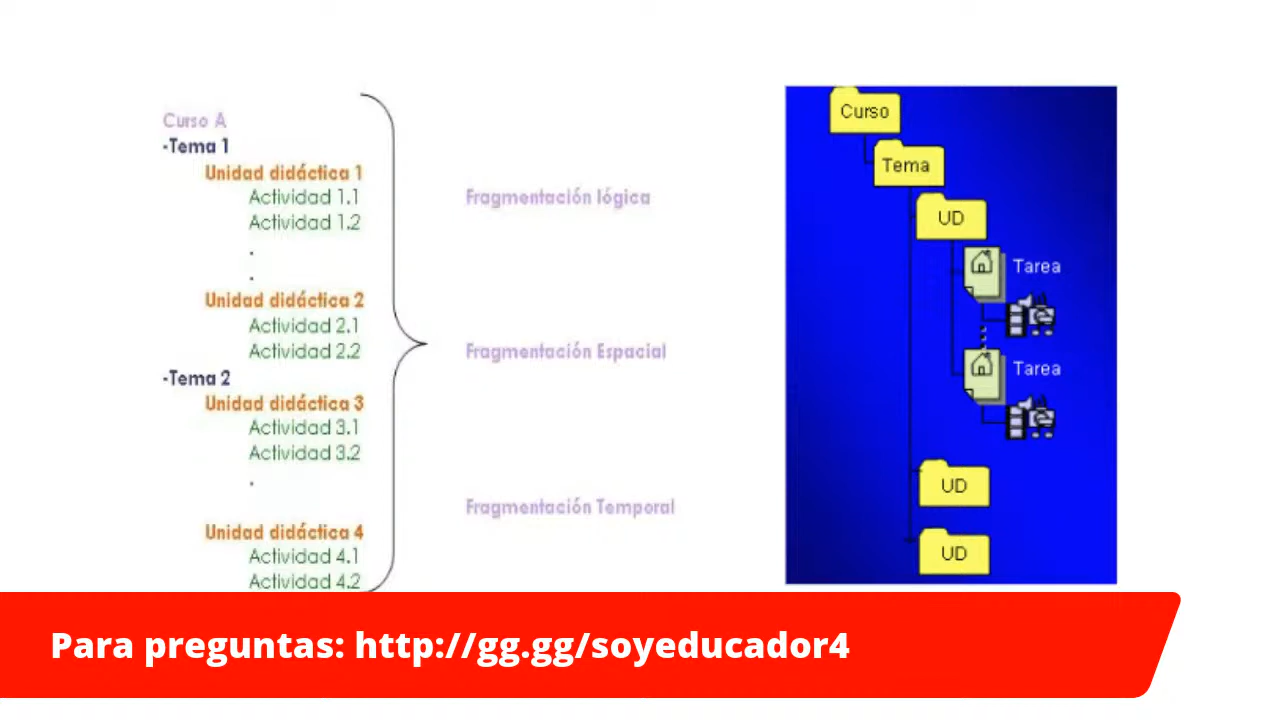 Curso A
-Tema 1
Unidad didáctica 1
Actividad 1.1
Actividad 1.2
.
.
Unidad didáctica 2
Actividad 2.1
Actividad 2.2
-Tema 2
Unidad didáctica 3
Actividad 3.1
Actividad 3.2
.
Unidad didáctica 4
Actividad 4.1
Actividad 4.2
Fragmentación lógica
Fragmentación Espacial
Fragmentación Temporal
Curso
Tema
UD
Tarea
Tarea
UD
UD
Para preguntas: http://gg.gg/soyeducador4